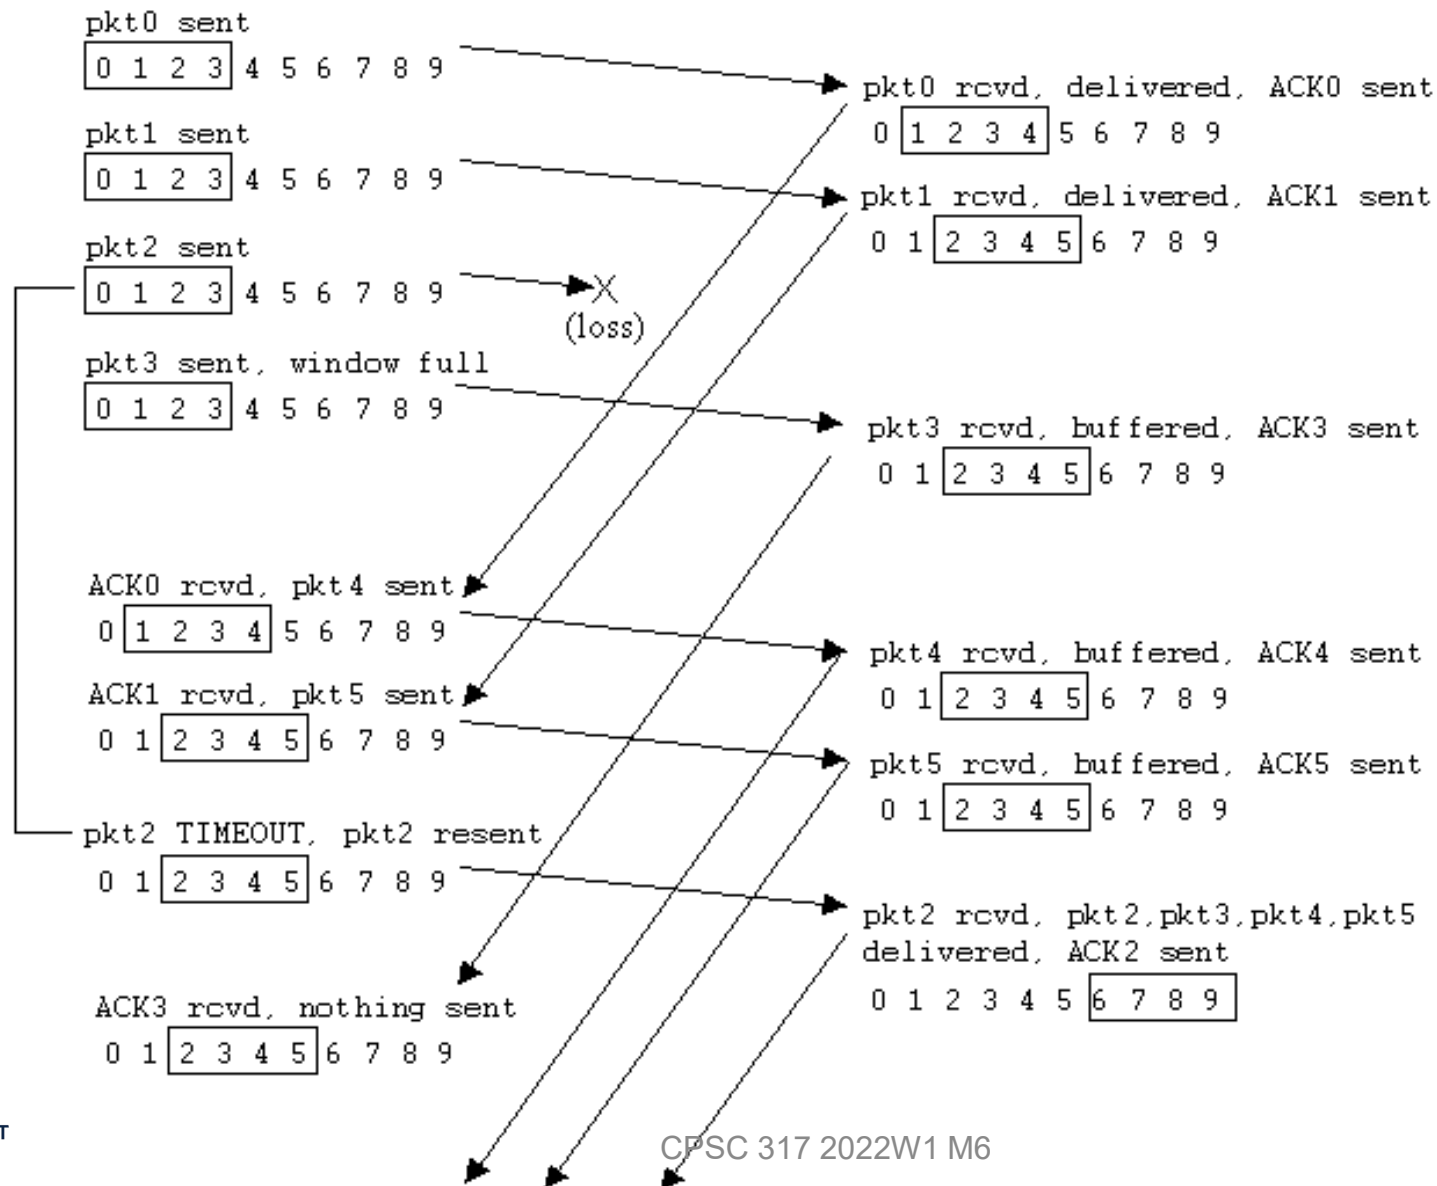 pkt0 sent
0 1 2 3 4 5 6 7 8 9
pkt0 rcvd, delivered, ACK0 sent
0 1 2 3 4 5 6 7 8 9
pkt1 sent
0 1 2 3 4 5 6 7 8 9
pkt1 rcvd, delivered, ACK1 sent
0 1 2 3 4 5 6 7 8 9
pkt2 sent
0 1 2 3 4 5 6 7 8 9
X
(loss)
pkt3 sent, window full
0 1 2 3 4 5 6 7 8 9
pkt3 rcvd, buffered, ACK3 sent
0 1 2 3 4 5 6 7 8 9
ACK0 rcvd, pkt4 sent
0 1 2 3 4 5 6 7 8 9
pkt4 rcvd, buffered, ACK4 sent
0 1 2 3 4 5 6 7 8 9
ACK1 rcvd, pkt5 sent
0 1 2 3 4 5 6 7 8 9
pkt5 rcvd, buffered, ACK5 sent
0 1 2 3 4 5 6 7 8 9
pkt2 TIMEOUT, pkt2 resent
0 1 2 3 4 5 6 7 8 9
pkt2 rcvd, pkt2,pkt3,pkt4,pkt5
delivered, ACK2 sent
0 1 2 3 4 5 6 7 8 9
ACK3 rcvd, nothing sent
0 1 2 3 4 5 6 7 8 9
T
CPSC 317 2022W1 M6